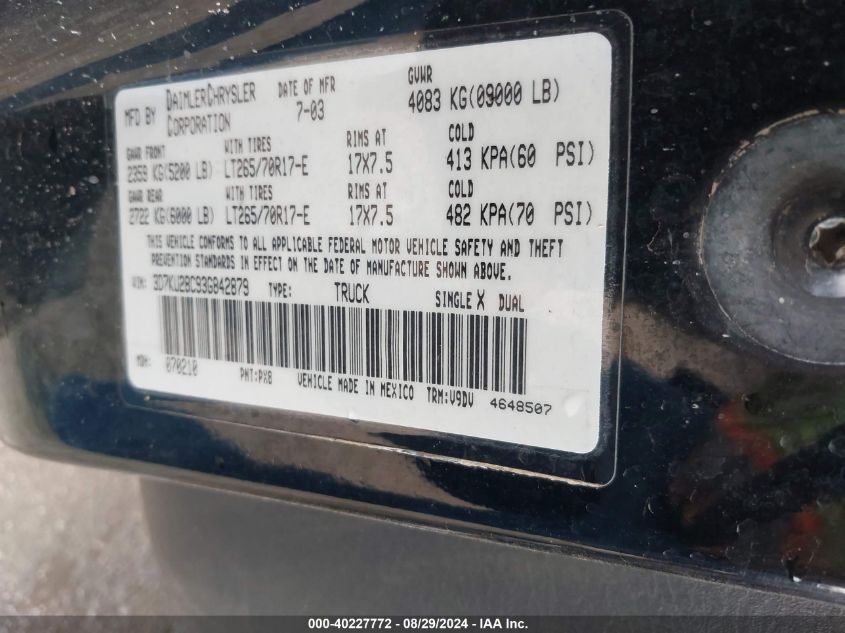 MFD BY DAIMLERCHRYSLER CORPORATION DATE OF MFR 7-03 GVWR 4083 KG(09000 LB)
GAWR FRONT WITH TIRES RIMS AT COLD
2359 KG(5200 LB) LT265/70R17-E 17X7.5 413 KPA(60 PSI)
GAWR REAR WITH TIRES RIMS AT COLD
2722 KG(6000 LB) LT265/70R17-E 17X7.5 482 KPA(70 PSI)
THIS VEHICLE CONFORMS TO ALL APPLICABLE FEDERAL MOTOR VEHICLE SAFETY AND THEFT
PREVENTION STANDARDS IN EFFECT ON THE DATE OF MANUFACTURE SHOWN ABOVE.
VIN: 3D7KU28C93G842879 TYPE: TRUCK SINGLE X DUAL
MDH: 070210 PNT:PX8 VEHICLE MADE IN MEXICO TRM:V9DV 4648507
000-40227772 - 08/29/2024 - IAA Inc.